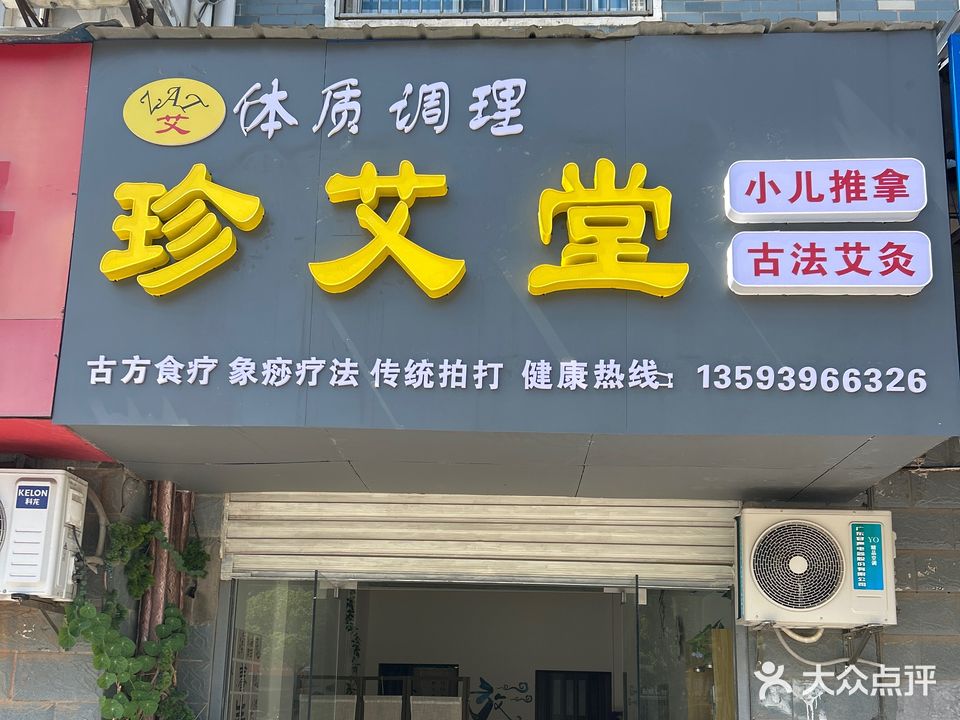 ZAT
艾
体质调理
珍艾堂
小儿推拿
古法艾灸
古方食疗 象痧疗法 传统拍打 健康热线: 13593966326
KELON
科龙
YO
大众点评